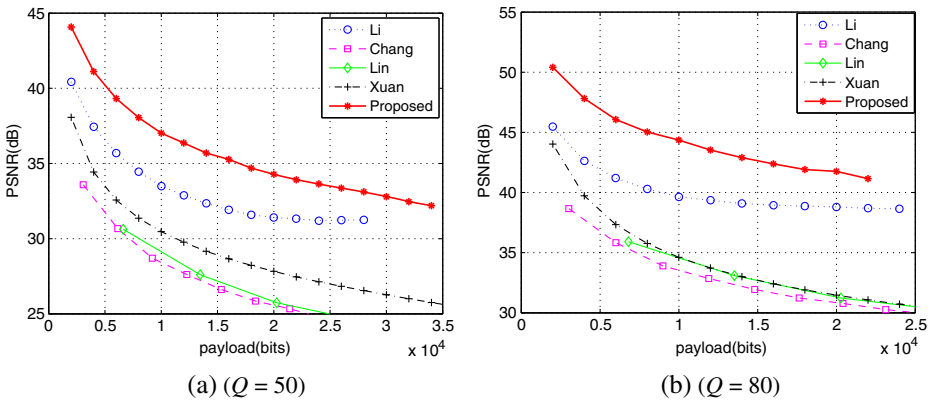 45
40
35
30
25
PSNR(dB)
0
0.5
1
1.5
2
2.5
3
3.5
payload(bits)
x 10^4
Li
Chang
Lin
Xuan
Proposed
(a) (Q = 50)
55
50
45
40
35
30
PSNR(dB)
0
0.5
1
1.5
2
2.5
payload(bits)
x 10^4
Li
Chang
Lin
Xuan
Proposed
(b) (Q = 80)